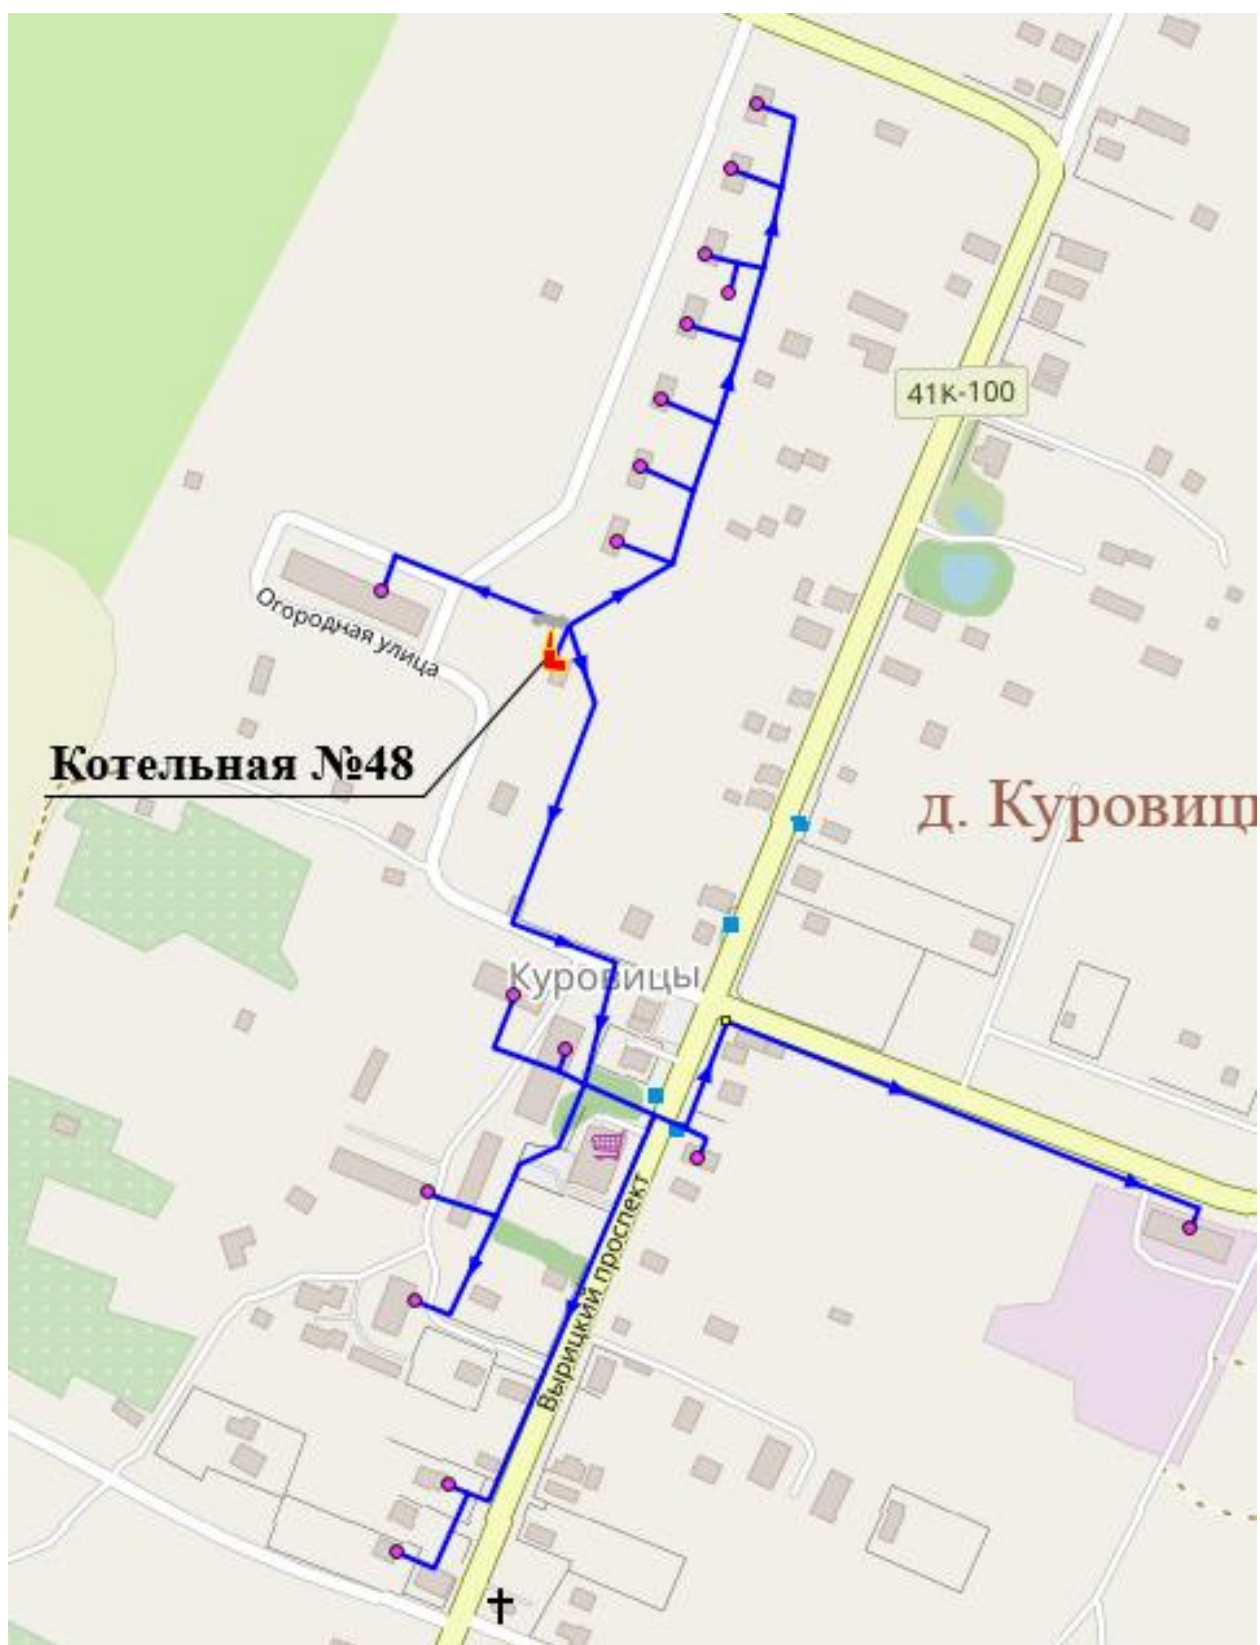 41К-100
Огородная улица
Котельная №48
д. Куровиц
Куровицы
Вырицкий проспект